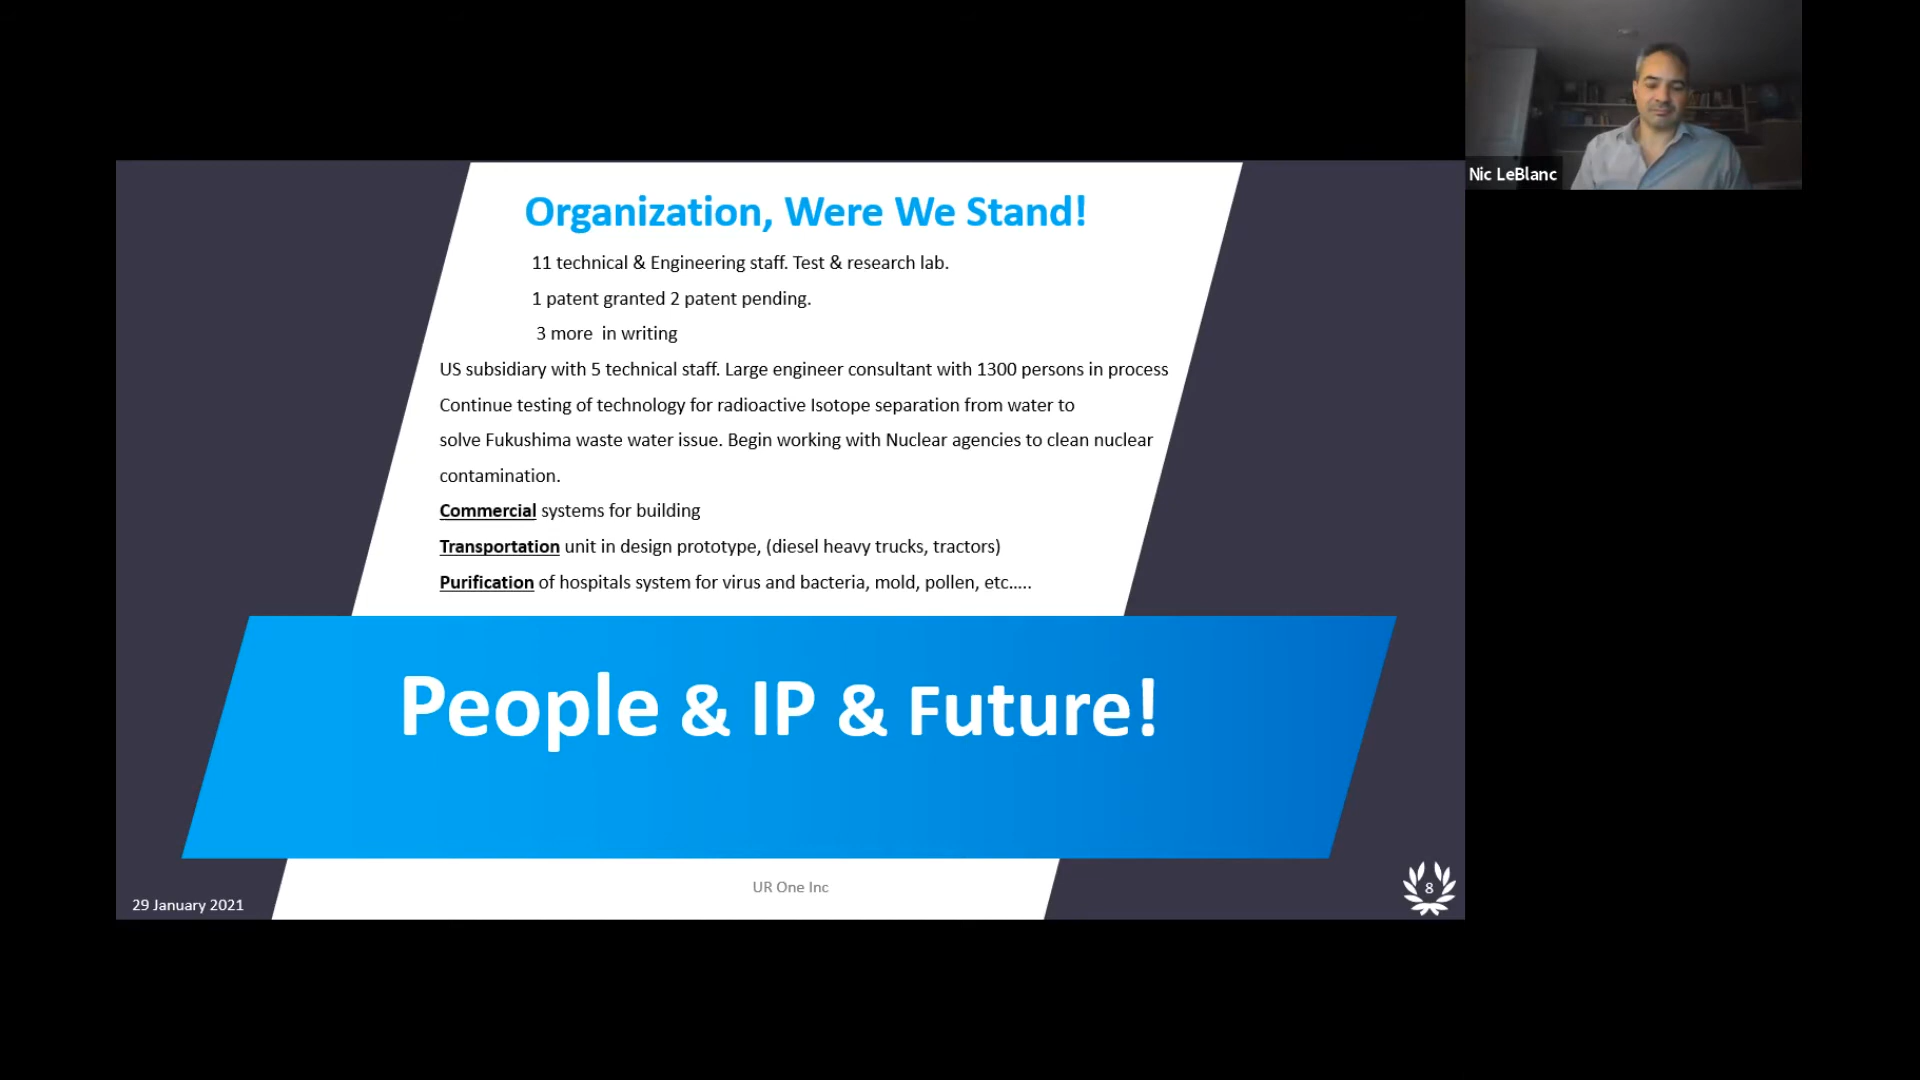 Nic LeBlanc
Organization, Were We Stand!
11 technical & Engineering staff. Test & research lab.
1 patent granted 2 patent pending.
3 more  in writing
US subsidiary with 5 technical staff. Large engineer consultant with 1300 persons in process
Continue testing of technology for radioactive Isotope separation from water to
solve Fukushima waste water issue. Begin working with Nuclear agencies to clean nuclear
contamination.
Commercial systems for building
Transportation unit in design prototype, (diesel heavy trucks, tractors)
Purification of hospitals system for virus and bacteria, mold, pollen, etc.....
People & IP & Future!
UR One Inc
29 January 2021
8